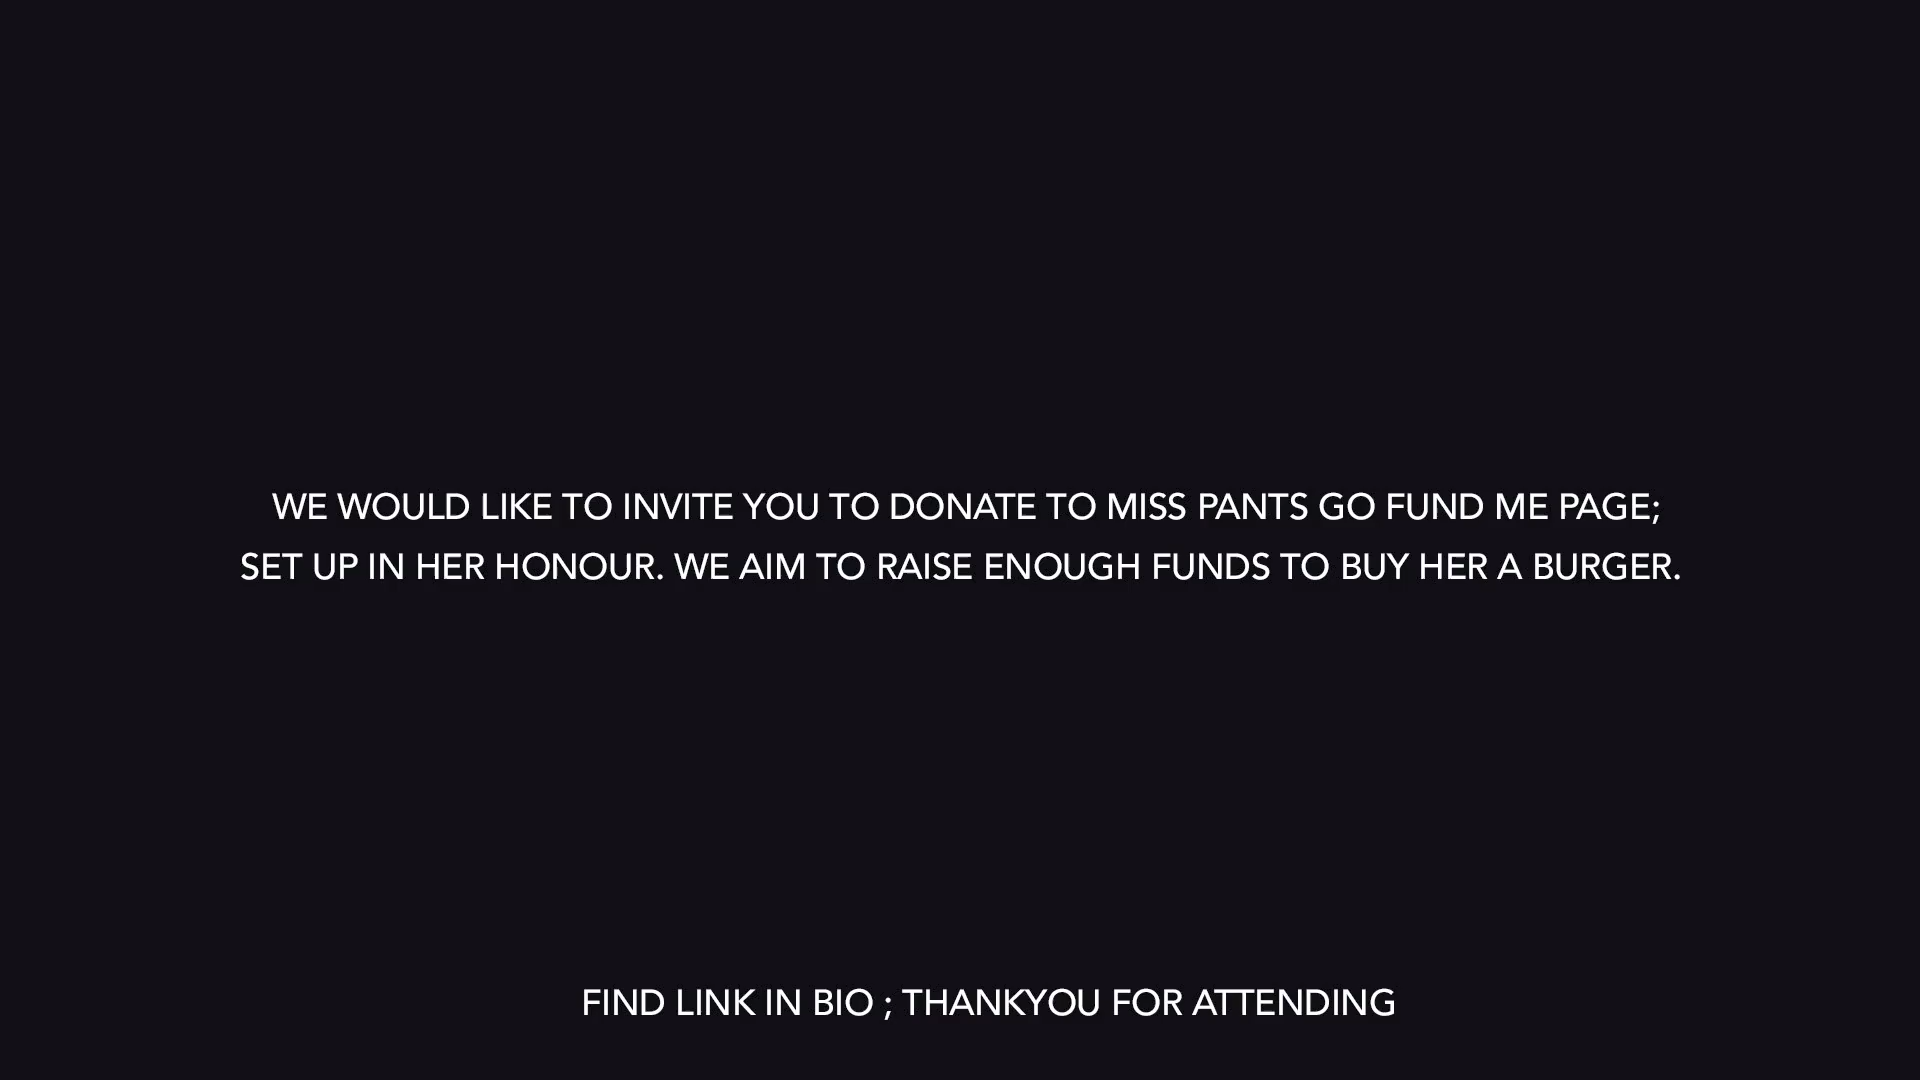 WE WOULD LIKE TO INVITE YOU TO DONATE TO MISS PANTS GO FUND ME PAGE;
SET UP IN HER HONOUR. WE AIM TO RAISE ENOUGH FUNDS TO BUY HER A BURGER.
FIND LINK IN BIO ; THANKYOU FOR ATTENDING